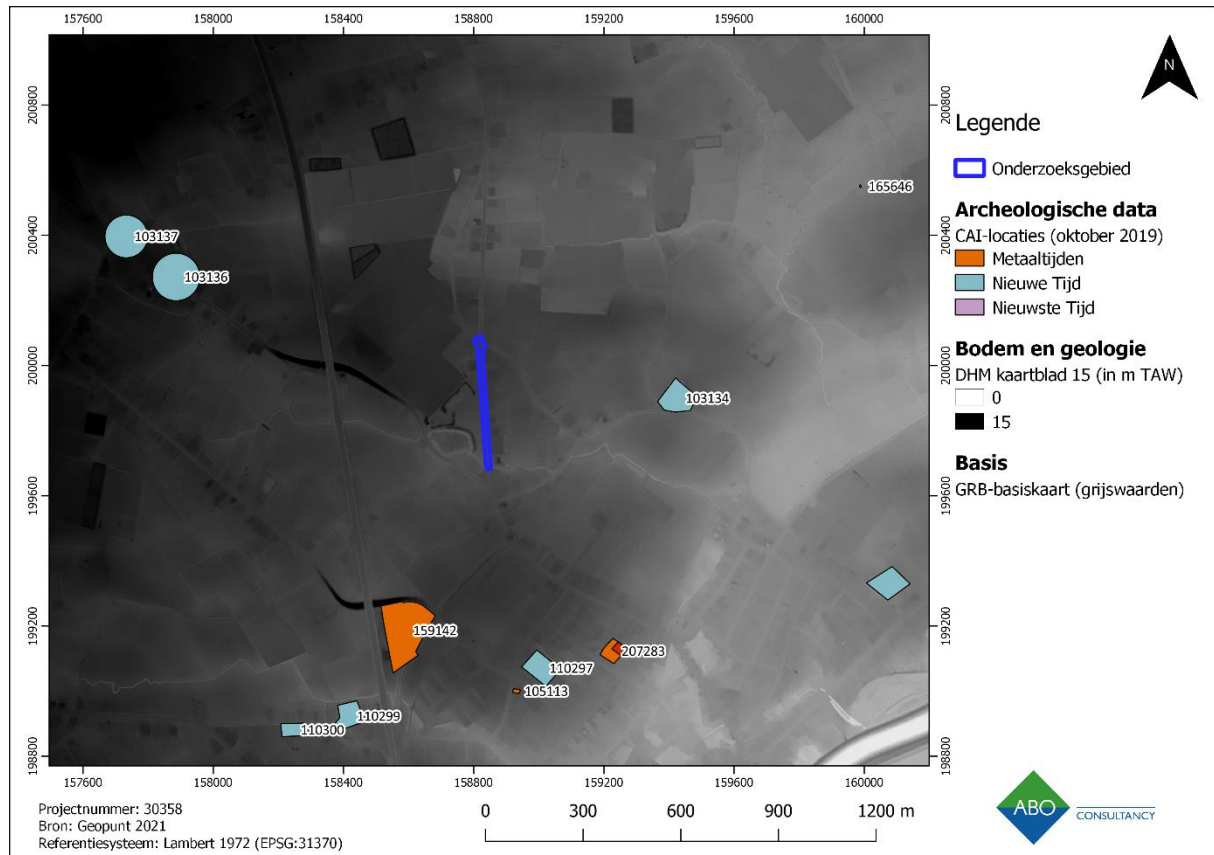 157600 158000 158400 158800 159200 159600 160000
200800 200800
200400 200400
200000 200000
199600 199600
199200 199200
198800 198800
165646
103137
103136
103134
159142
207283
110297
105113
110299
110300
157600 158000 158400 158800 159200 159600 160000
N
Legende
Onderzoeksgebied
Archeologische data
CAI-locaties (oktober 2019)
Metaaltijden
Nieuwe Tijd
Nieuwste Tijd
Bodem en geologie
DHM kaartblad 15 (in m TAW)
0
15
Basis
GRB-basiskaart (grijswaarden)
Projectnummer: 30358
Bron: Geopunt 2021
Referentiesysteem: Lambert 1972 (EPSG:31370)
0 300 600 900 1200 m
ABO CONSULTANCY